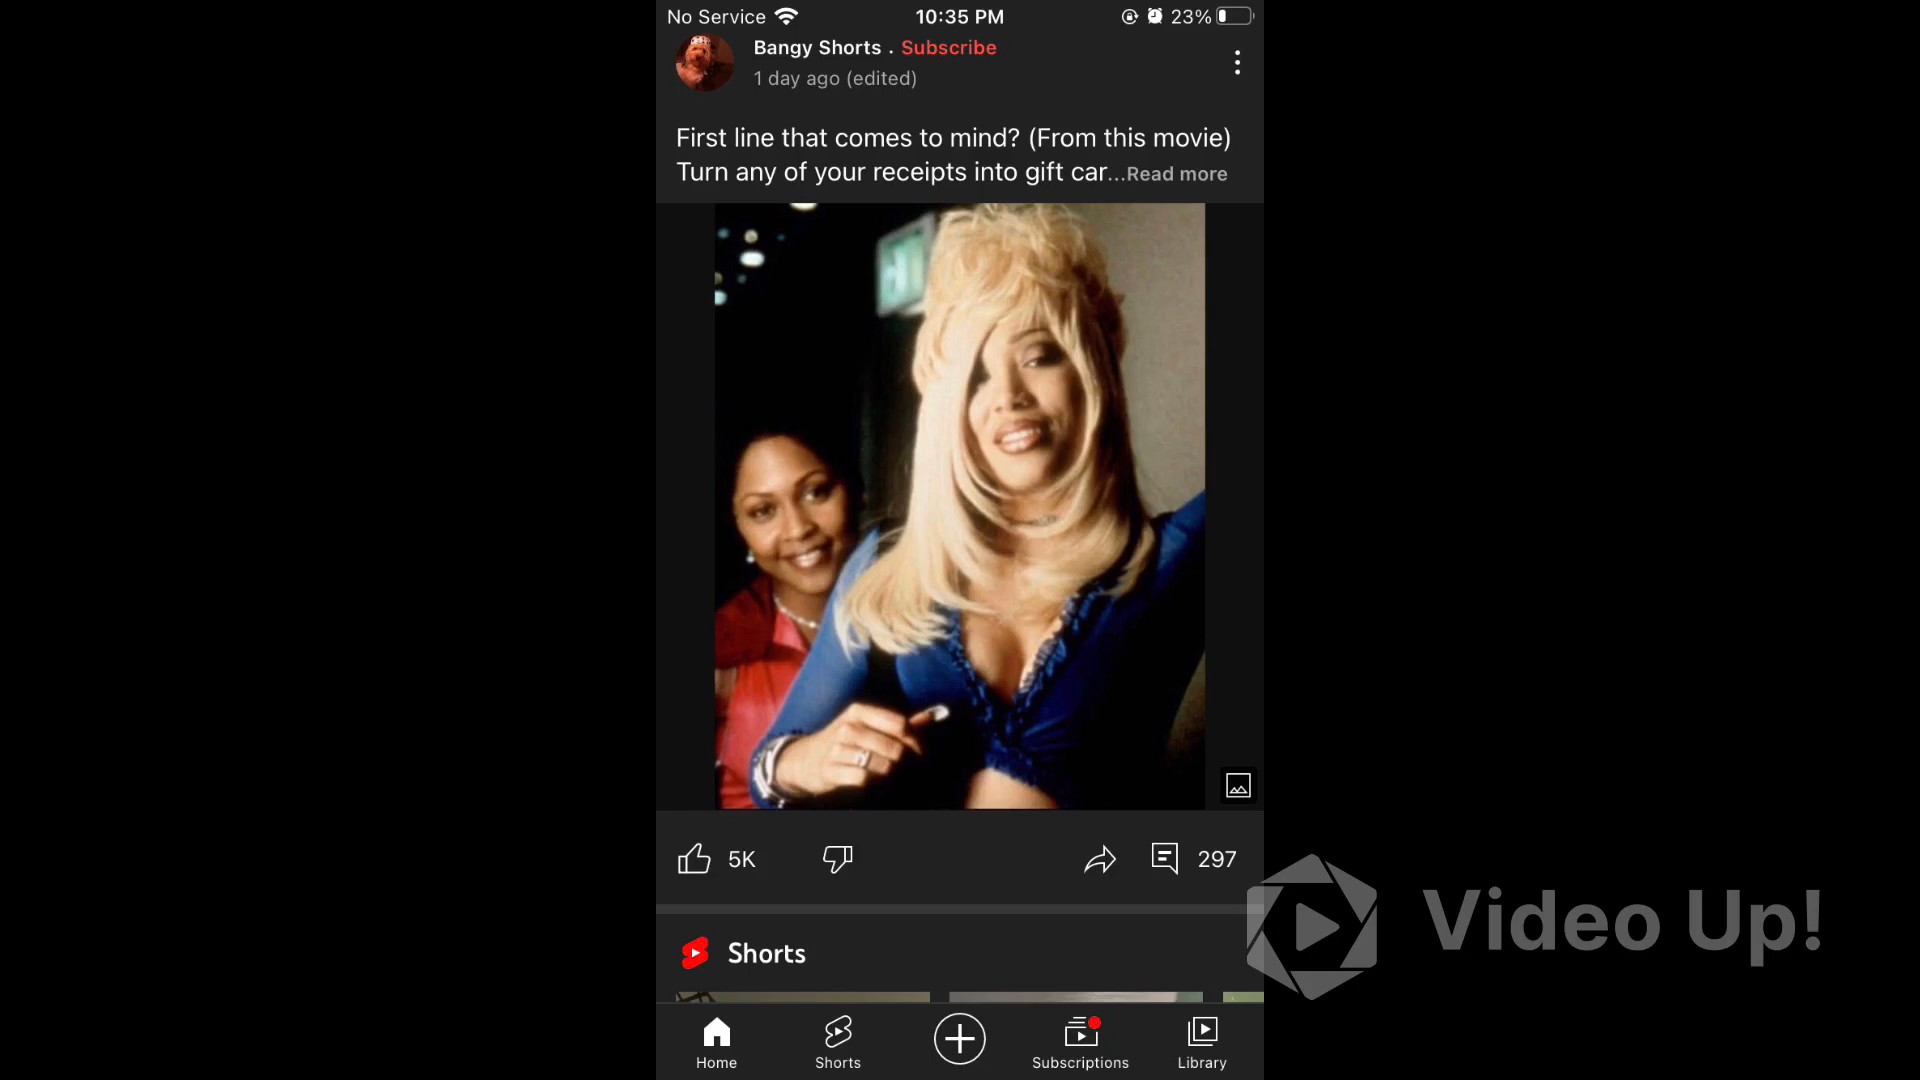 No Service
10:35 PM
23%
Bangy Shorts . Subscribe
1 day ago (edited)
First line that comes to mind? (From this movie)
Turn any of your receipts into gift car...Read more
5K
297
Video Up!
Shorts
Home
Shorts
Subscriptions
Library